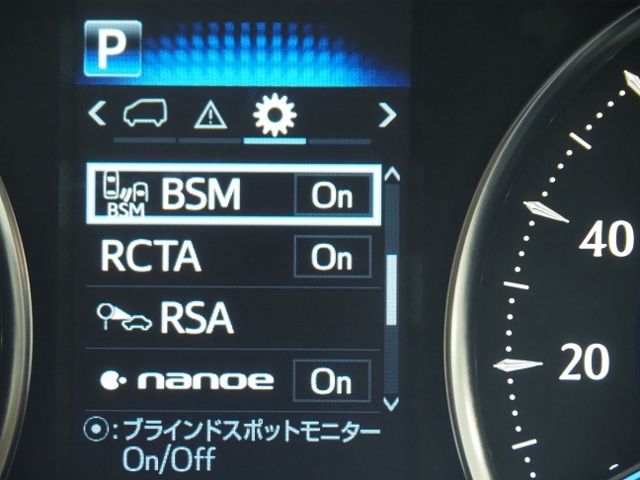 P
BSM
BSM On
RCTA On
RSA
nanoe On
:ブラインドスポットモニター
On/Off
40
20